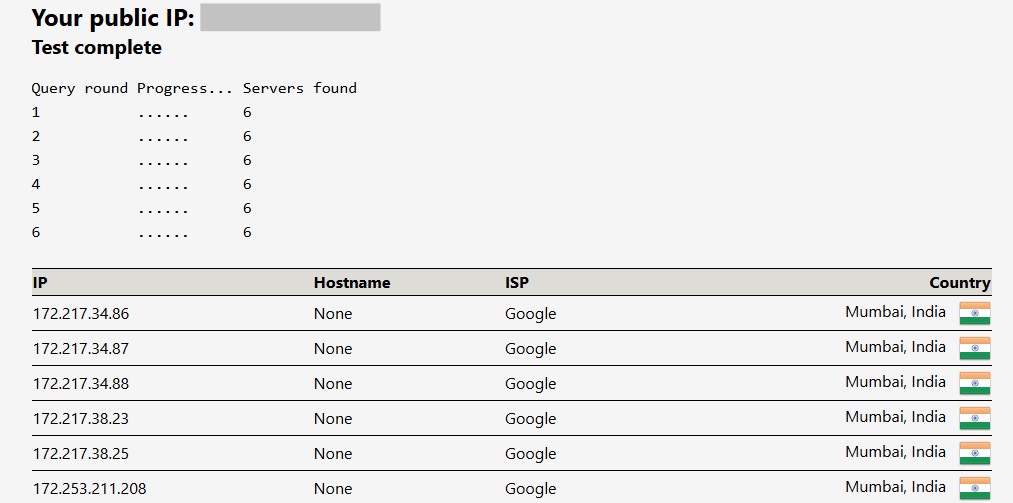 Your public IP:
Test complete
Query round Progress... Servers found
1 ...... 6
2 ...... 6
3 ...... 6
4 ...... 6
5 ...... 6
6 ...... 6
IP Hostname ISP Country
172.217.34.86 None Google Mumbai, India
172.217.34.87 None Google Mumbai, India
172.217.34.88 None Google Mumbai, India
172.217.38.23 None Google Mumbai, India
172.217.38.25 None Google Mumbai, India
172.253.211.208 None Google Mumbai, India